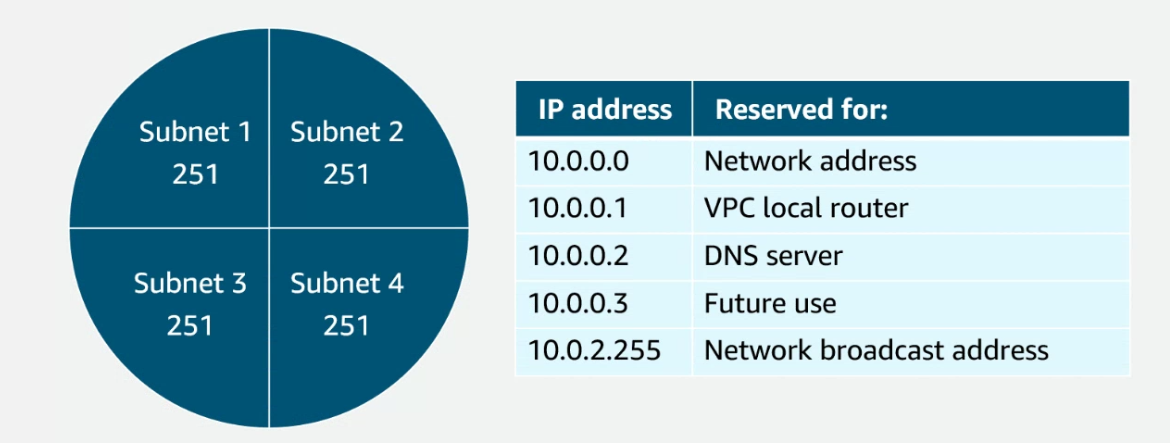 Subnet 1
251
Subnet 2
251
Subnet 3
251
Subnet 4
251
IP address Reserved for:
10.0.0.0 Network address
10.0.0.1 VPC local router
10.0.0.2 DNS server
10.0.0.3 Future use
10.0.2.255 Network broadcast address